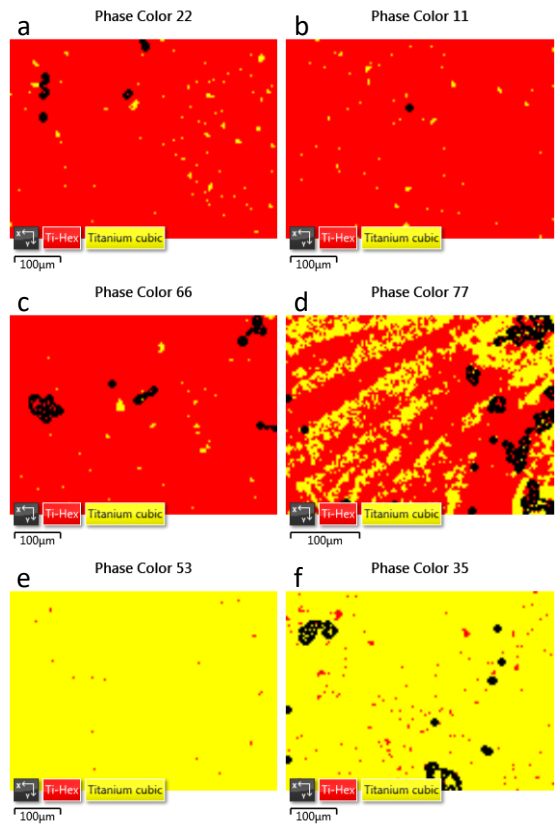 a Phase Color 22
X
Y
Ti-Hex Titanium cubic
100µm
b Phase Color 11
X
Y
Ti-Hex Titanium cubic
100µm
c Phase Color 66
X
Y
Ti-Hex Titanium cubic
100µm
d Phase Color 77
X
Y
Ti-Hex Titanium cubic
100µm
e Phase Color 53
X
Y
Ti-Hex Titanium cubic
100µm
f Phase Color 35
X
Y
Ti-Hex Titanium cubic
100µm